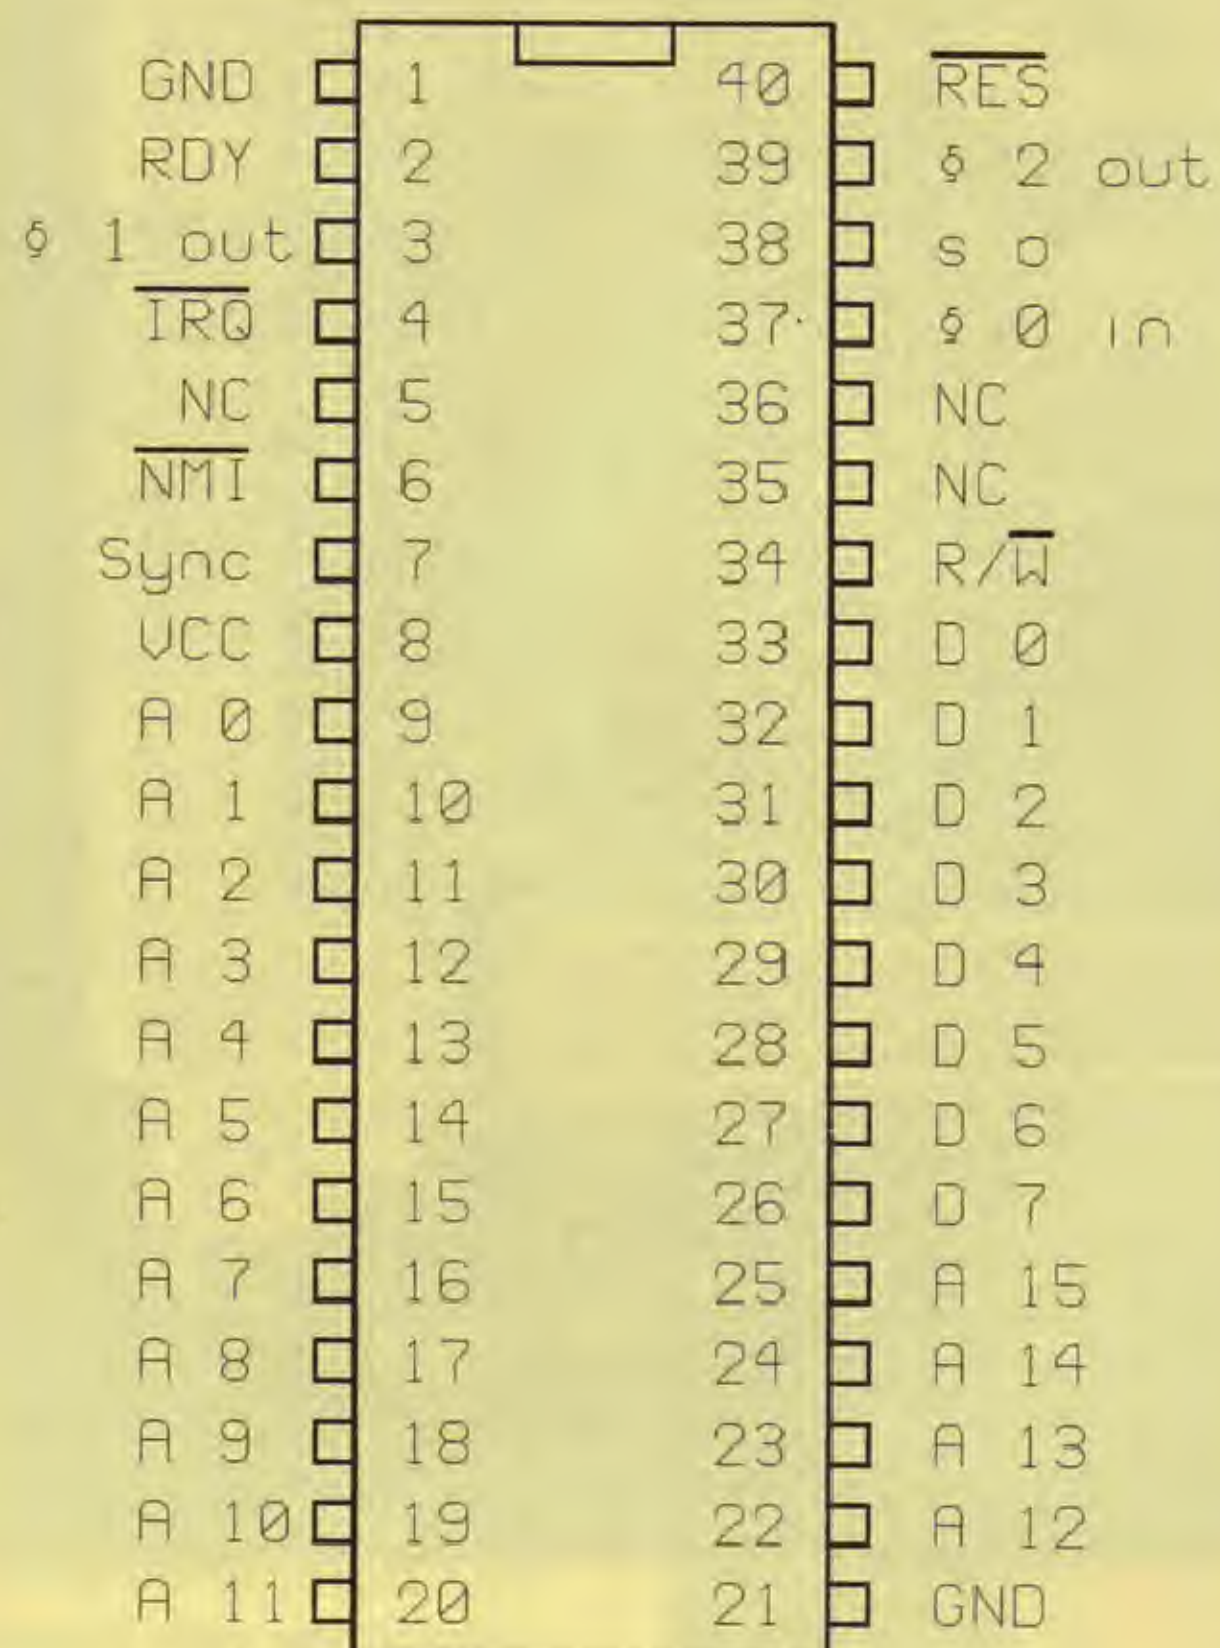 GND 1 40 R̅E̅S̅
RDY 2 39 ϕ 2 out
ϕ 1 out 3 38 s o
I̅R̅Q̅ 4 37 ϕ 0 in
NC 5 36 NC
N̅M̅I̅ 6 35 NC
Sync 7 34 R/W̅
VCC 8 33 D 0
A 0 9 32 D 1
A 1 10 31 D 2
A 2 11 30 D 3
A 3 12 29 D 4
A 4 13 28 D 5
A 5 14 27 D 6
A 6 15 26 D 7
A 7 16 25 A 15
A 8 17 24 A 14
A 9 18 23 A 13
A 10 19 22 A 12
A 11 20 21 GND